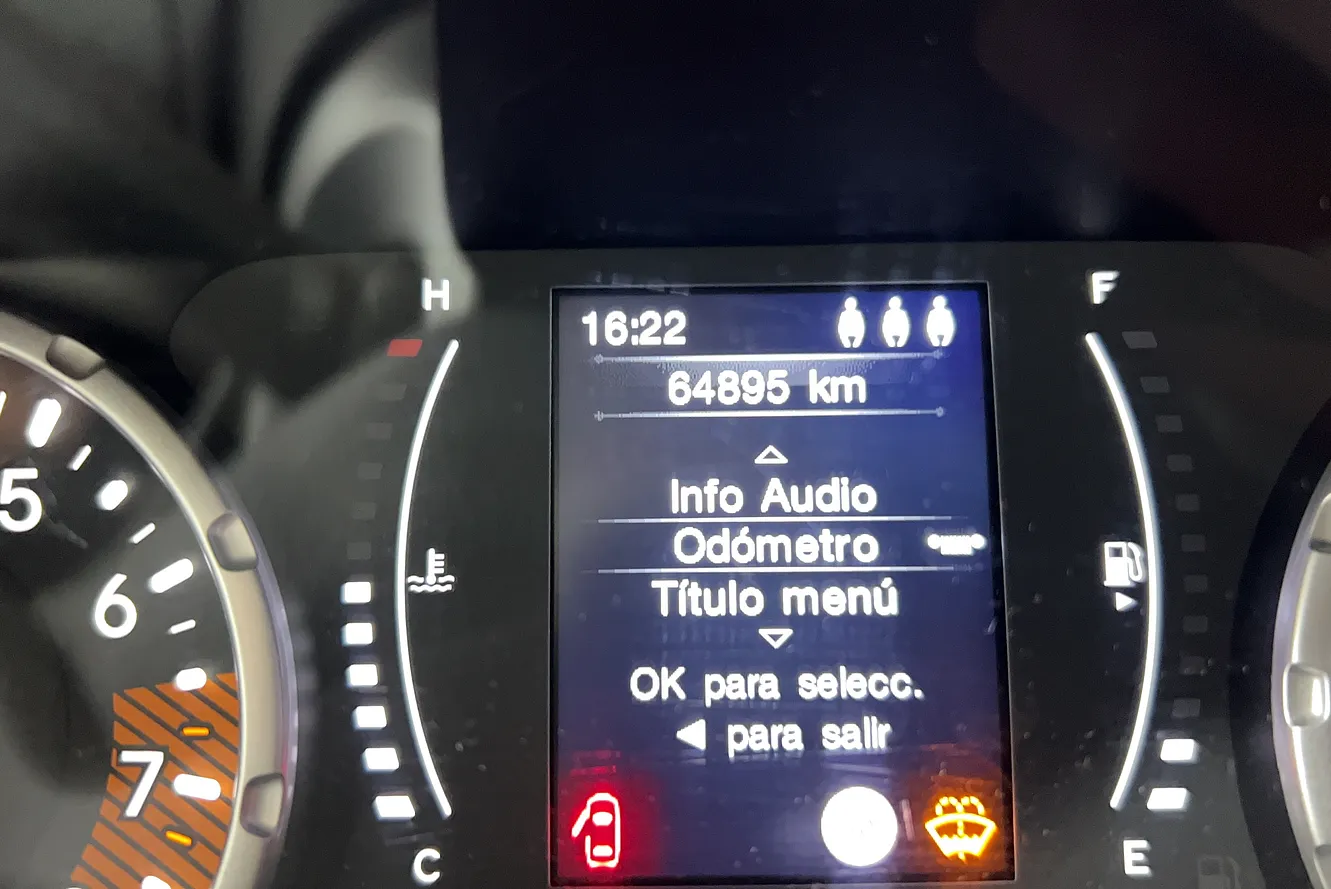 H
F
16:22
64895 km
Info Audio
Odómetro
Título menú
OK para selecc.
para salir
5
6
7
C
E